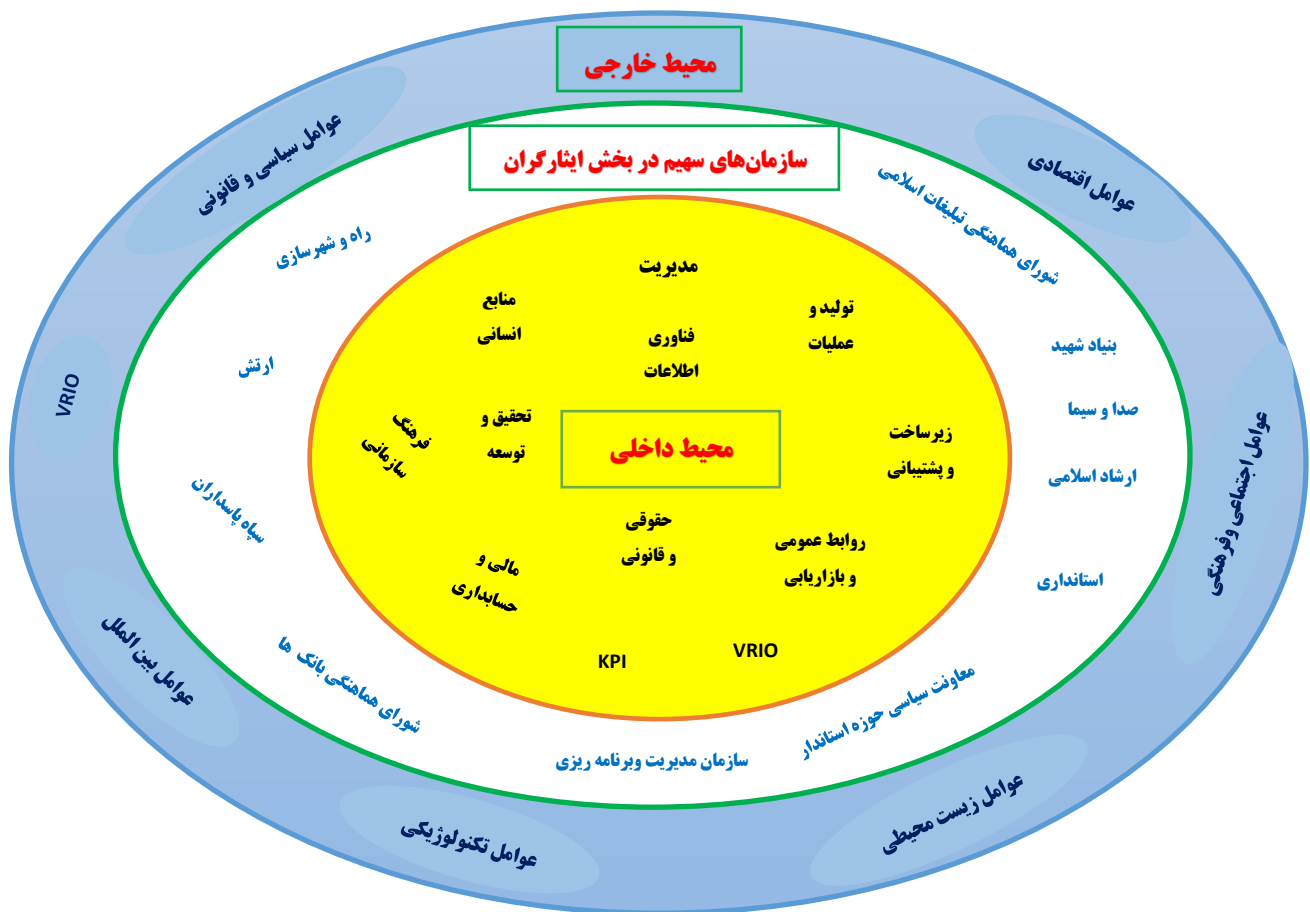 محیط خارجی
عوامل سیاسی و قانونی
عوامل اقتصادی
سازمان‌های سهیم در بخش ایثارگران
شورای هماهنگی تبلیغات اسلامی
راه و شهرسازی
مدیریت
منابع
انسانی
تولید و
عملیات
فناوری
اطلاعات
بنیاد شهید
ارتش
VRIO
صدا و سیما
عوامل اجتماعی وفرهنگی
فرهنگ
سازمانی
تحقیق و
توسعه
محیط داخلی
زیرساخت
و پشتیبانی
ارشاد اسلامی
سپاه پاسداران
حقوقی
و قانونی
روابط عمومی
و بازاریابی
مالی و
حسابداری
استانداری
عوامل بین الملل
شورای هماهنگی بانک ها
KPI
VRIO
معاونت سیاسی حوزه استاندار
سازمان مدیریت وبرنامه ریزی
عوامل تکنولوژیکی
عوامل زیست محیطی